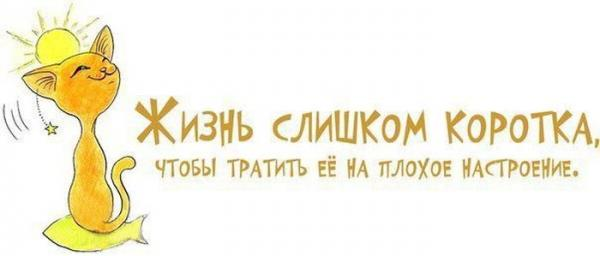 Жизнь слишком коротка,
чтобы тратить её на плохое настроение.